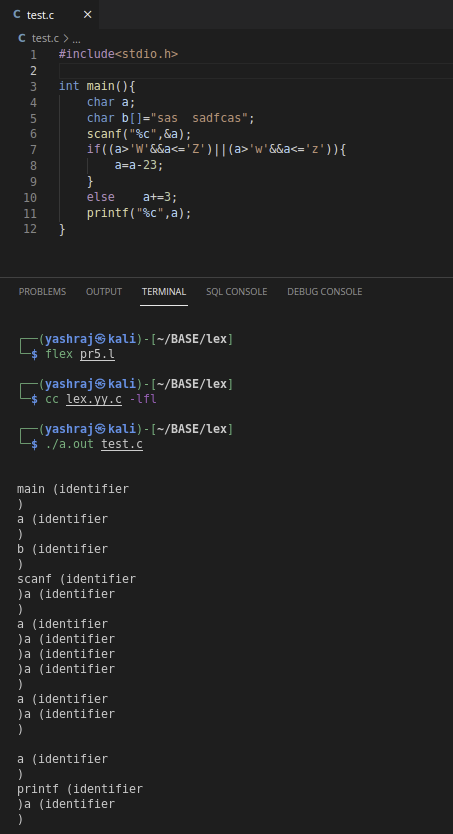 C test.c ×
C test.c > ...
1 #include<stdio.h>
2
3 int main(){
4 char a;
5 char b[]="sas  sadfcas";
6 scanf("%c",&a);
7 if((a>'W'&&a<='Z')||(a>'w'&&a<='z')){
8 a=a-23;
9 }
10 else    a+=3;
11 printf("%c",a);
12 }
PROBLEMS OUTPUT TERMINAL SQL CONSOLE DEBUG CONSOLE
┌──(yashraj㉿kali)-[~/BASE/lex]
└─$ flex pr5.l
┌──(yashraj㉿kali)-[~/BASE/lex]
└─$ cc lex.yy.c -lfl
┌──(yashraj㉿kali)-[~/BASE/lex]
└─$ ./a.out test.c
main (identifier
)
a (identifier
)
b (identifier
)
scanf (identifier
)a (identifier
)
a (identifier
)a (identifier
)a (identifier
)a (identifier
)
a (identifier
)a (identifier
)
a (identifier
)
printf (identifier
)a (identifier
)